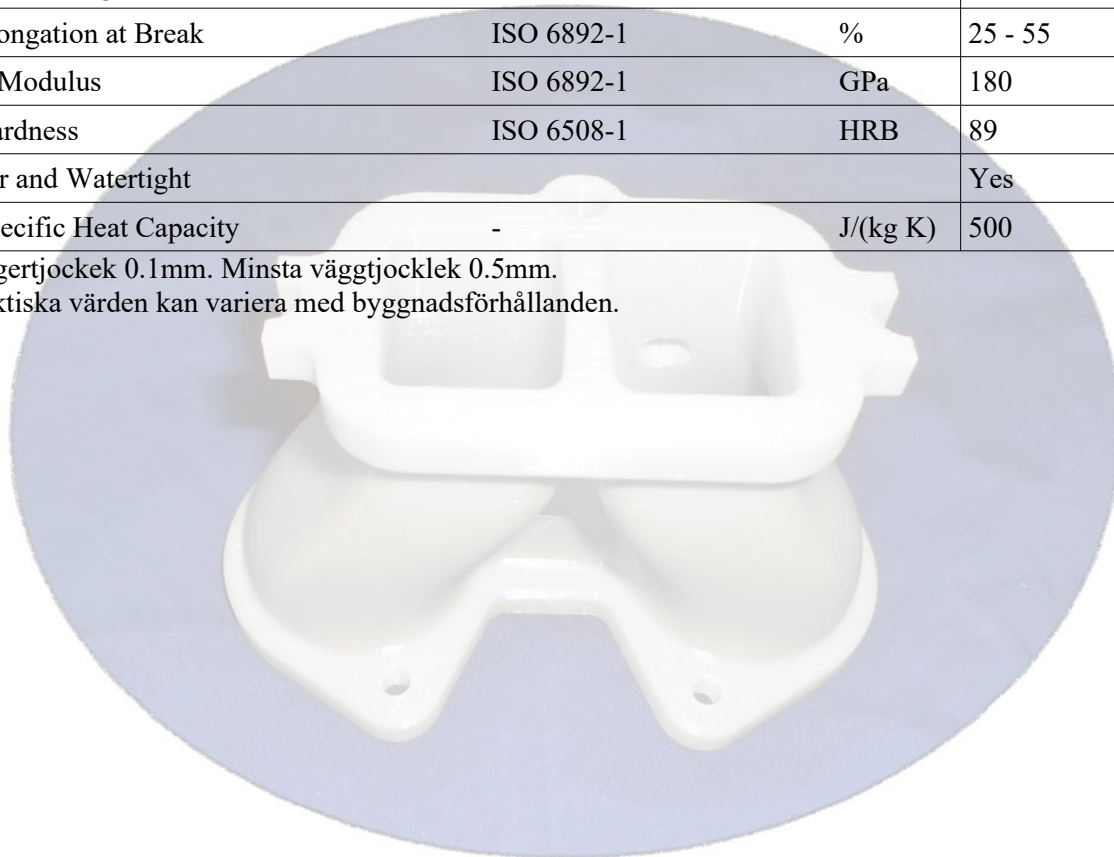 ongation at Break ISO 6892-1 % 25 - 55
Modulus ISO 6892-1 GPa 180
ardness ISO 6508-1 HRB 89
r and Watertight Yes
ecific Heat Capacity - J/(kg K) 500
gertjockek 0.1mm. Minsta väggtjocklek 0.5mm.
ktiska värden kan variera med byggnadsförhållanden.